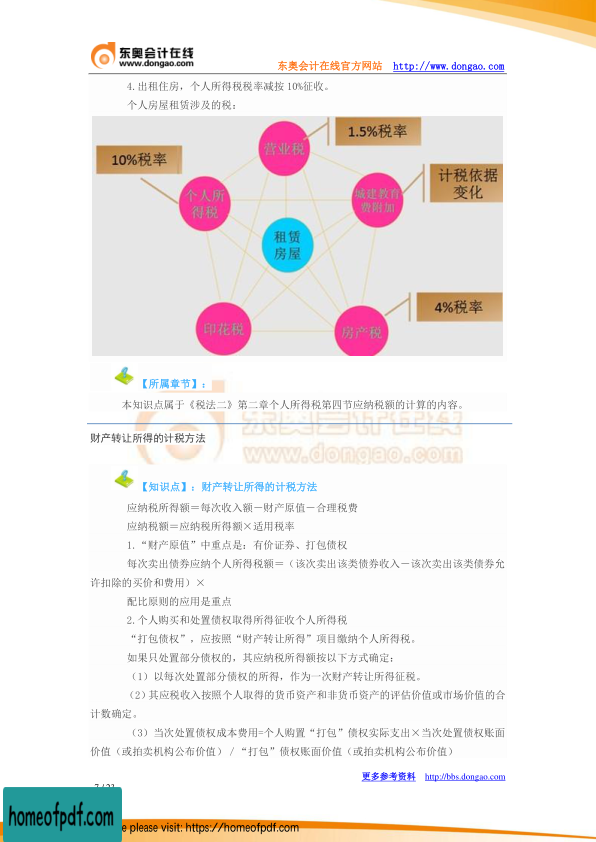 东奥会计在线
www.dongao.com
东奥会计在线官方网站 http://www.dongao.com
4.出租住房，个人所得税税率减按 10%征收。
个人房屋租赁涉及的税：
营业税
1.5%税率
10%税率
个人所
得税
城建教育
费附加
计税依据
变化
租赁
房屋
印花税
房产税
4%税率
【所属章节】：
本知识点属于《税法二》第二章个人所得税第四节应纳税额的计算的内容。
东奥会计在线
www.dongao.com
财产转让所得的计税方法
【知识点】：财产转让所得的计税方法
应纳税所得额＝每次收入额－财产原值－合理税费
应纳税额＝应纳税所得额×适用税率
1.“财产原值”中重点是：有价证券、打包债权
每次卖出债券应纳个人所得税额＝（该次卖出该类债券收入－该次卖出该类债券允
许扣除的买价和费用）×
配比原则的应用是重点
2.个人购买和处置债权取得所得征收个人所得税
“打包债权”，应按照“财产转让所得”项目缴纳个人所得税。
如果只处置部分债权的，其应纳税所得额按以下方式确定：
（1）以每次处置部分债权的所得，作为一次财产转让所得征税。
（2）其应税收入按照个人取得的货币资产和非货币资产的评估价值或市场价值的合
计数确定。
（3）当次处置债权成本费用=个人购置“打包”债权实际支出×当次处置债权账面
价值（或拍卖机构公布价值）/“打包”债权账面价值（或拍卖机构公布价值）
更多参考资料 http://bbs.dongao.com
homeofpdf.com
e please visit: https://homeofpdf.com